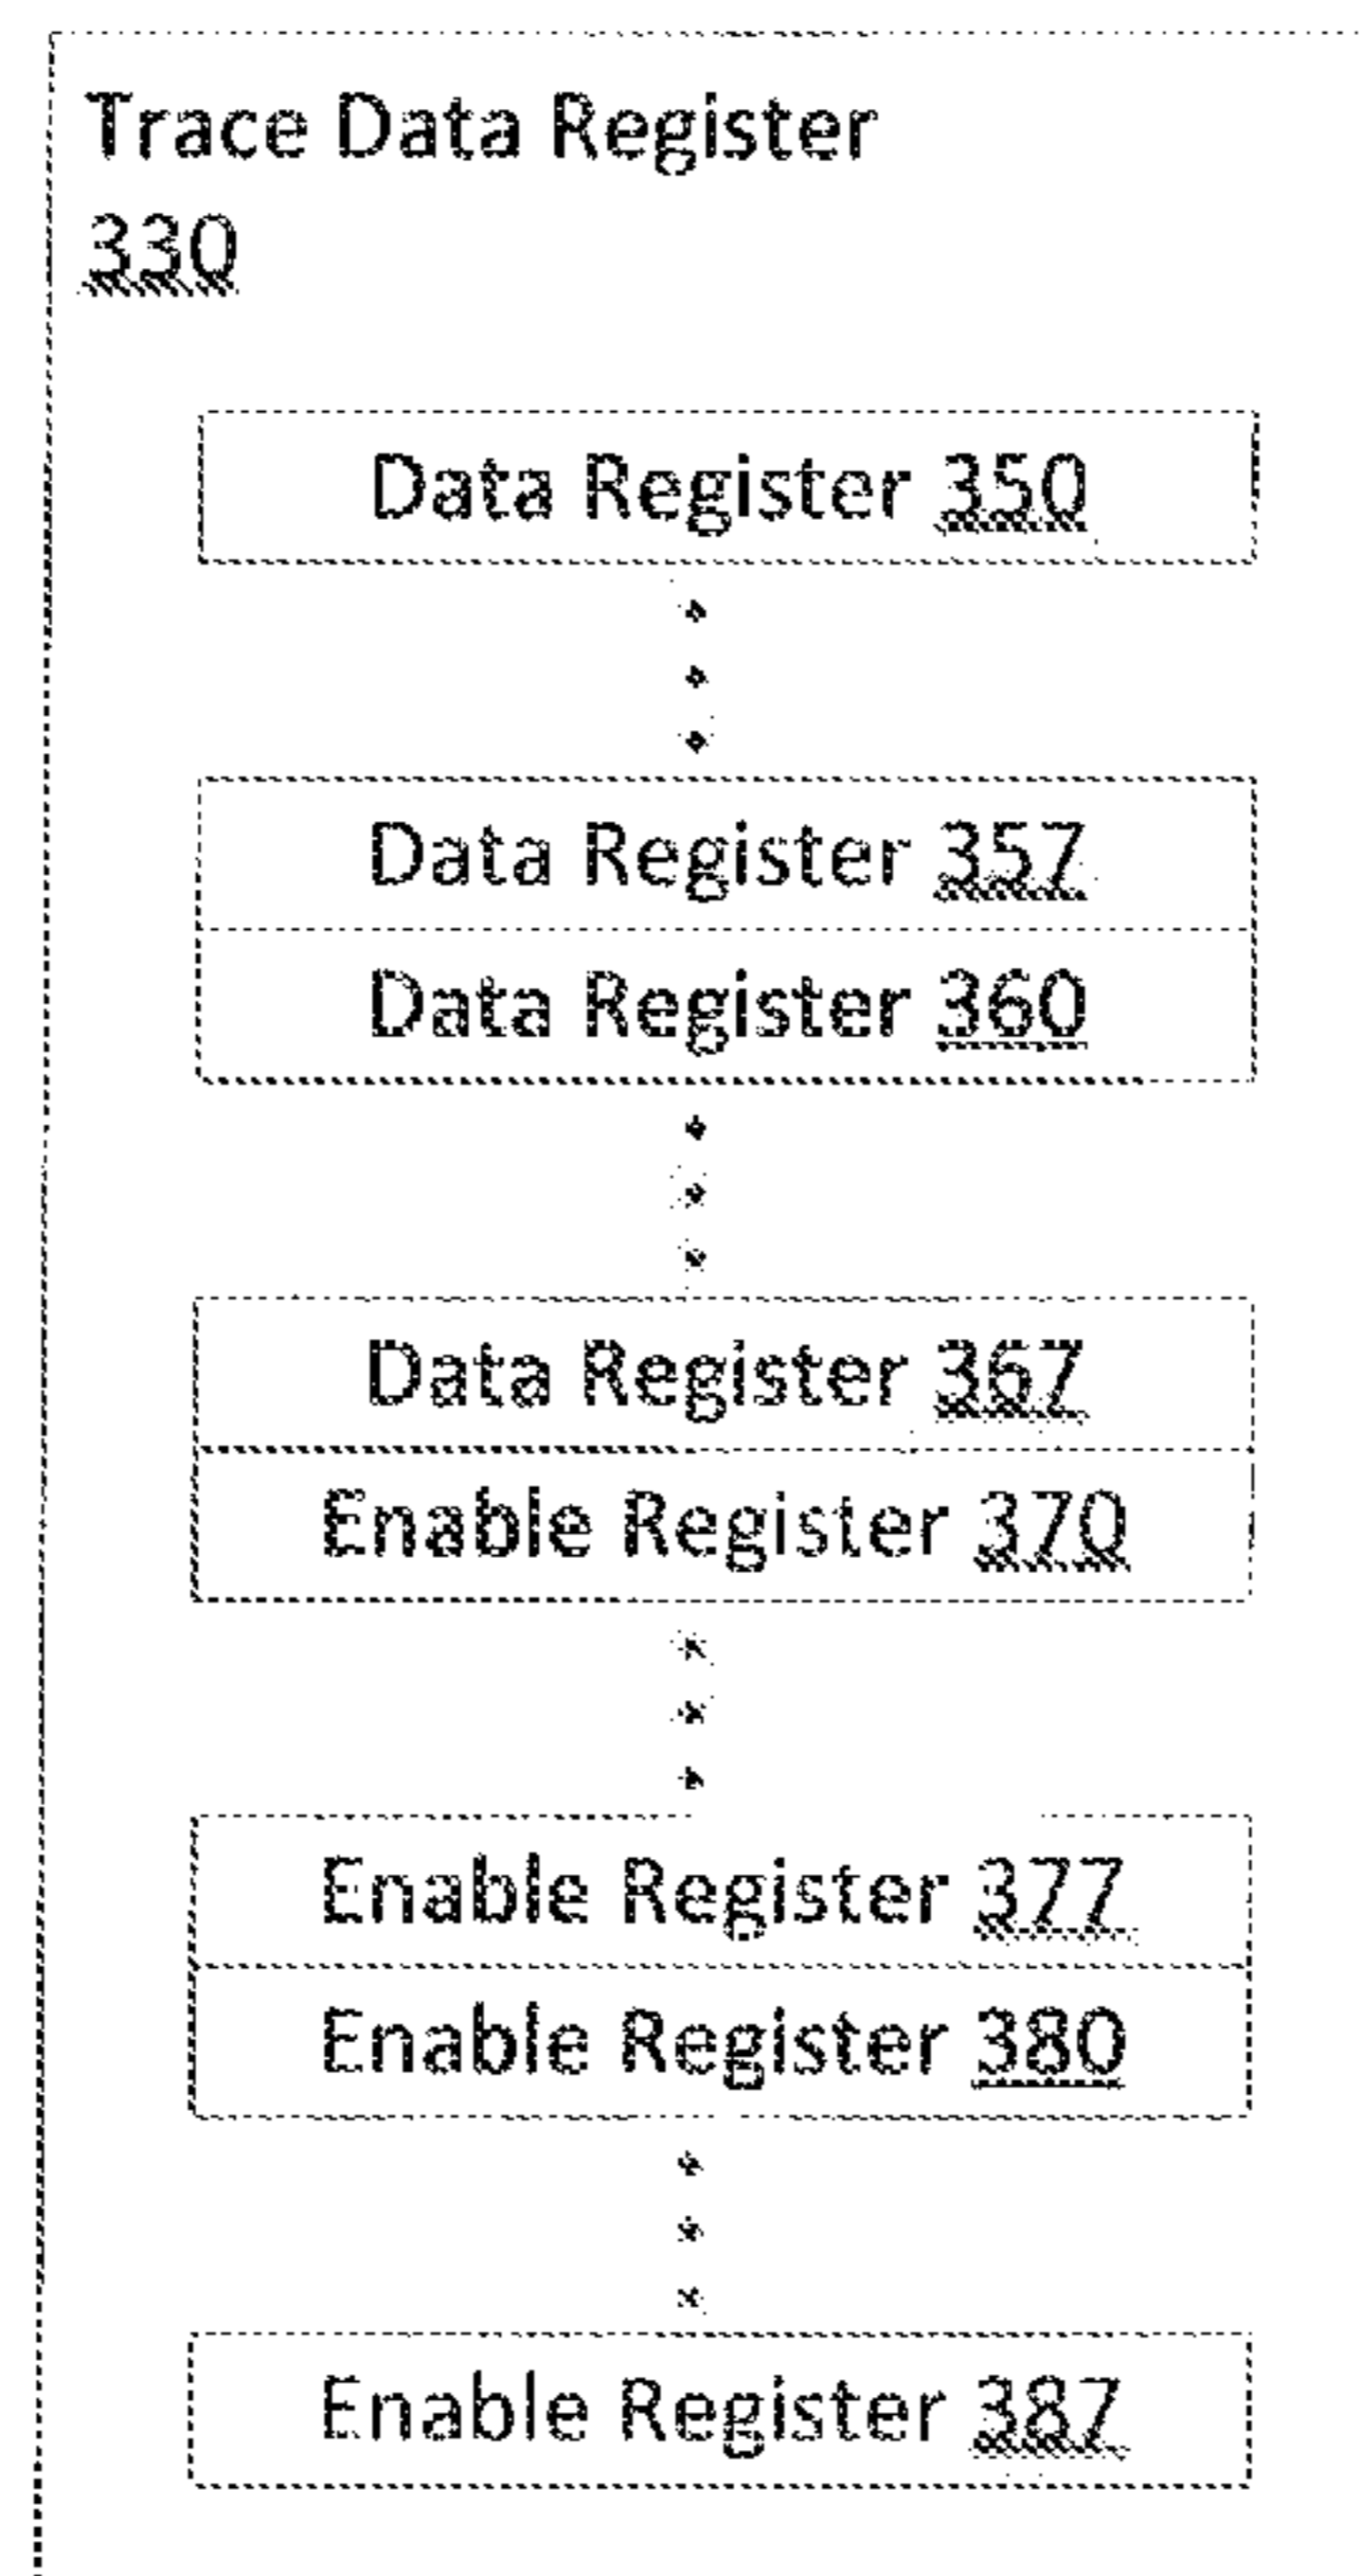 Trace Data Register
330
Data Register 350
Data Register 357
Data Register 360
Data Register 367
Enable Register 370
Enable Register 377
Enable Register 380
Enable Register 387